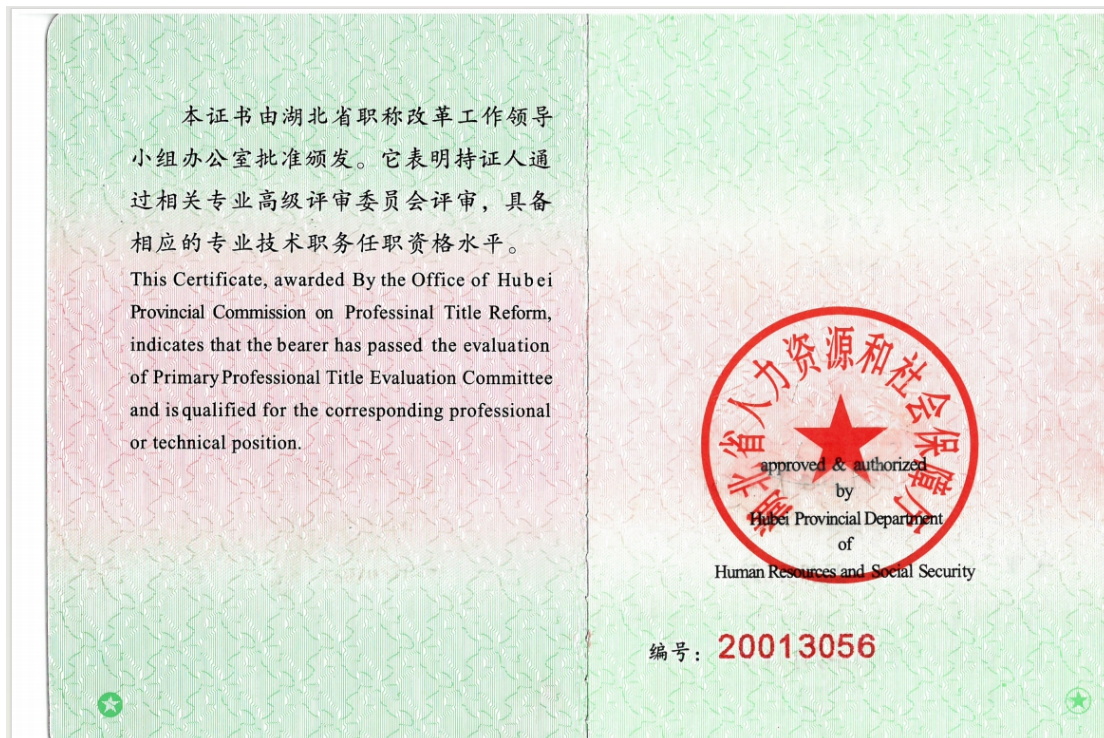 本证书由湖北省职称改革工作领导
小组办公室批准颁发。它表明持证人通
过相关专业高级评审委员会评审，具备
相应的专业技术职务任职资格水平。
This Certificate, awarded By the Office of Hubei
Provincial Commission on Professinal Title Reform,
indicates that the bearer has passed the evaluation
of Primary Professional Title Evaluation Committee
and is qualified for the corresponding professional
or technical position.
湖北省人力资源和社会保障厅
approved & authorized
by
Hubei Provincial Department
of
Human Resources and Social Security
编号：20013056